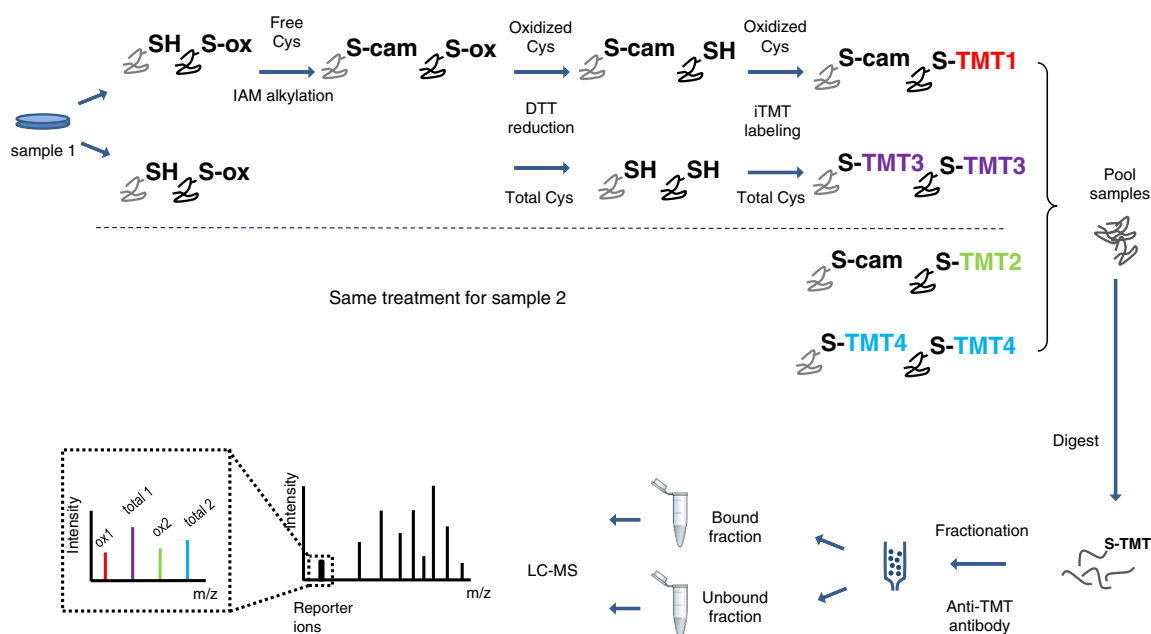 SH S-ox
Free
Cys
IAM alkylation
S-cam S-ox
Oxidized
Cys
DTT
reduction
S-cam SH
Oxidized
Cys
iTMT
labeling
S-cam S-TMT1
sample 1
SH S-ox
Total Cys
SH SH
Total Cys
S-TMT3 S-TMT3
Pool
samples
Same treatment for sample 2
S-cam S-TMT2
S-TMT4 S-TMT4
Digest
S-TMT
Fractionation
Anti-TMT
antibody
Bound
fraction
Unbound
fraction
LC-MS
Intensity
m/z
Reporter
ions
Intensity
ox1
total 1
ox2
total 2
m/z